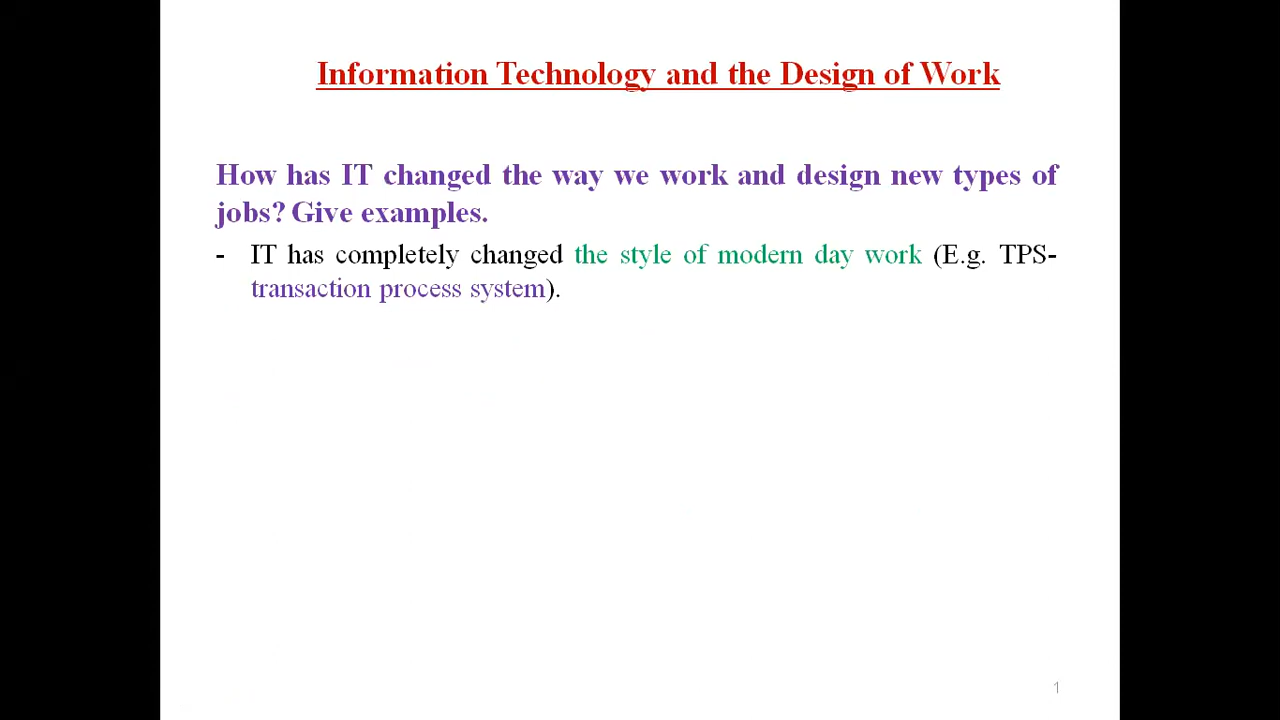 Information Technology and the Design of Work
How has IT changed the way we work and design new types of
jobs? Give examples.
- IT has completely changed the style of modern day work (E.g. TPS-
transaction process system).
1